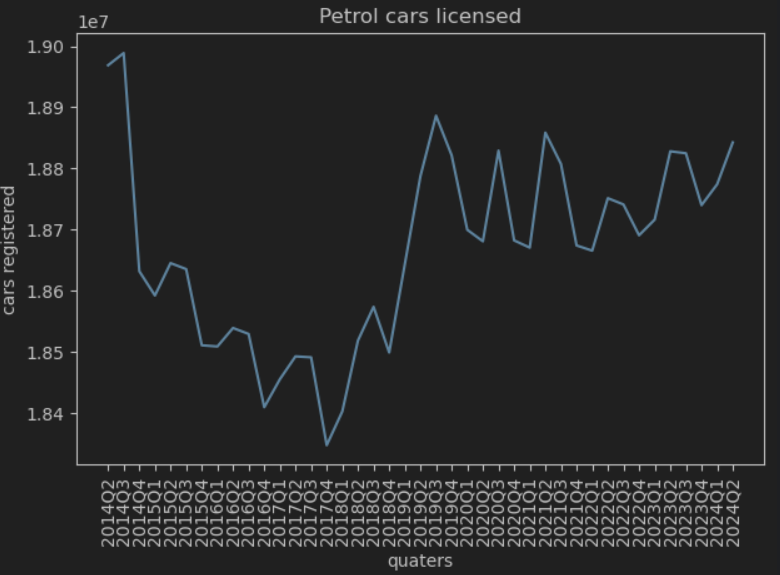 Petrol cars licensed
1e7
1.90
1.89
1.88
1.87
1.86
1.85
1.84
cars registered
2014Q2
2014Q3
2014Q4
2015Q1
2015Q2
2015Q3
2015Q4
2016Q1
2016Q2
2016Q3
2016Q4
2017Q1
2017Q2
2017Q3
2017Q4
2018Q1
2018Q2
2018Q3
2018Q4
2019Q1
2019Q2
2019Q3
2019Q4
2020Q1
2020Q2
2020Q3
2020Q4
2021Q1
2021Q2
2021Q3
2021Q4
2022Q1
2022Q2
2022Q3
2022Q4
2023Q1
2023Q2
2023Q3
2023Q4
2024Q1
2024Q2
quaters